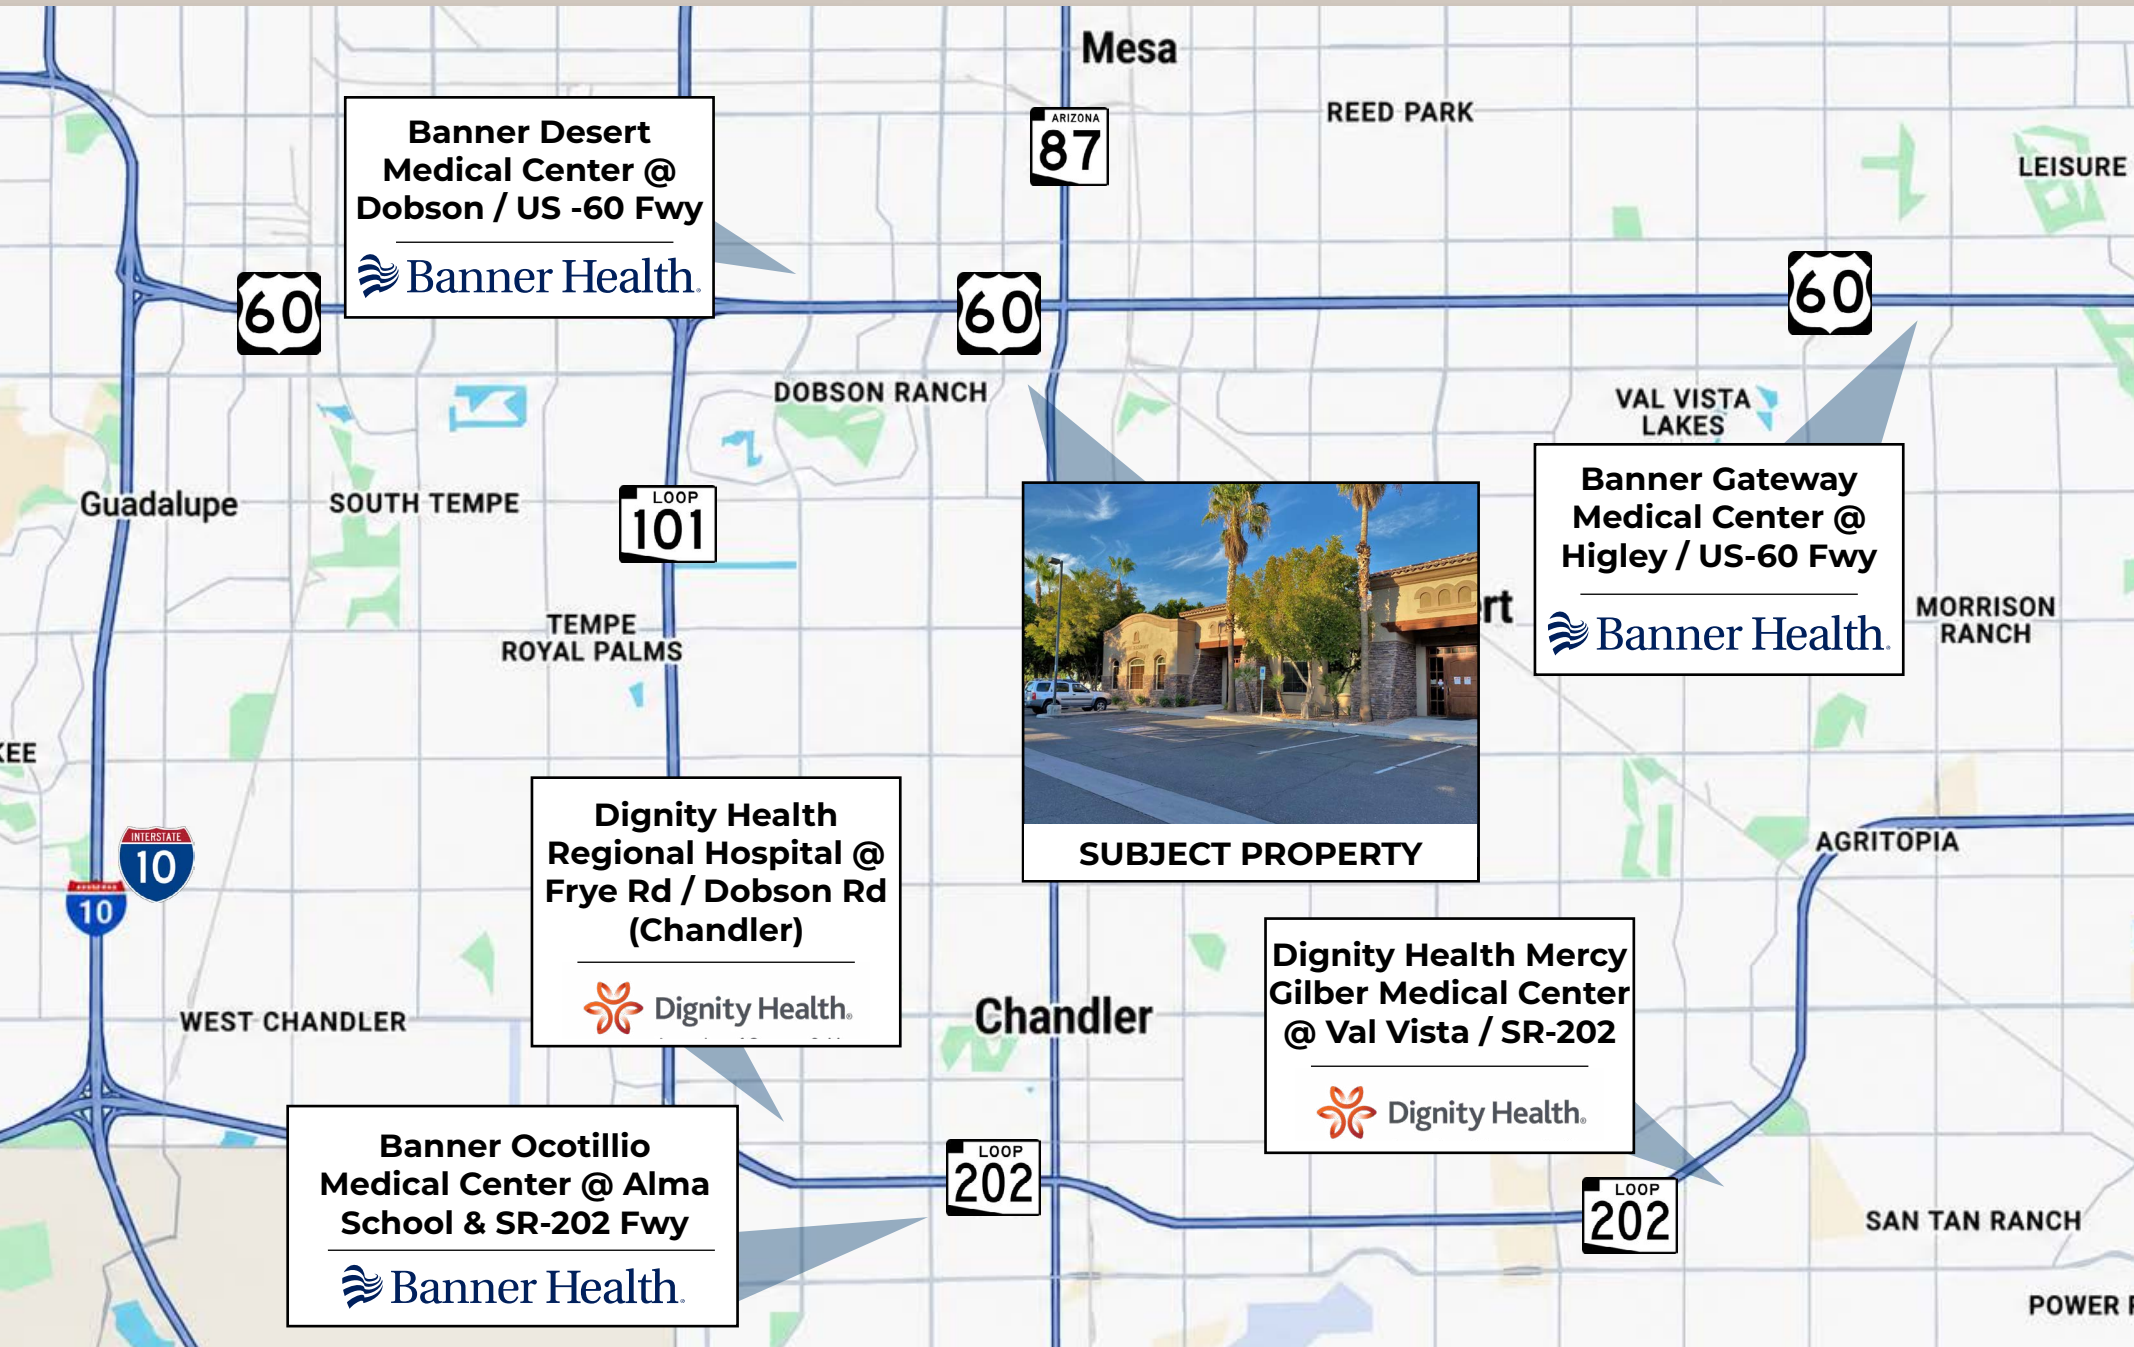 Mesa
REED PARK
LEISURE
ARIZONA
87
Banner Desert
Medical Center @
Dobson / US -60 Fwy
Banner Health
60
60
60
DOBSON RANCH
VAL VISTA
LAKES
Guadalupe
SOUTH TEMPE
LOOP
101
Banner Gateway
Medical Center @
Higley / US-60 Fwy
Banner Health
rt
MORRISON
RANCH
TEMPE
ROYAL PALMS
KEE
SUBJECT PROPERTY
Dignity Health
Regional Hospital @
Frye Rd / Dobson Rd
(Chandler)
Dignity Health
INTERSTATE
10
10
AGRITOPIA
WEST CHANDLER
Chandler
Dignity Health Mercy
Gilber Medical Center
@ Val Vista / SR-202
Dignity Health
Banner Ocotillio
Medical Center @ Alma
School & SR-202 Fwy
Banner Health
LOOP
202
LOOP
202
SAN TAN RANCH
POWER